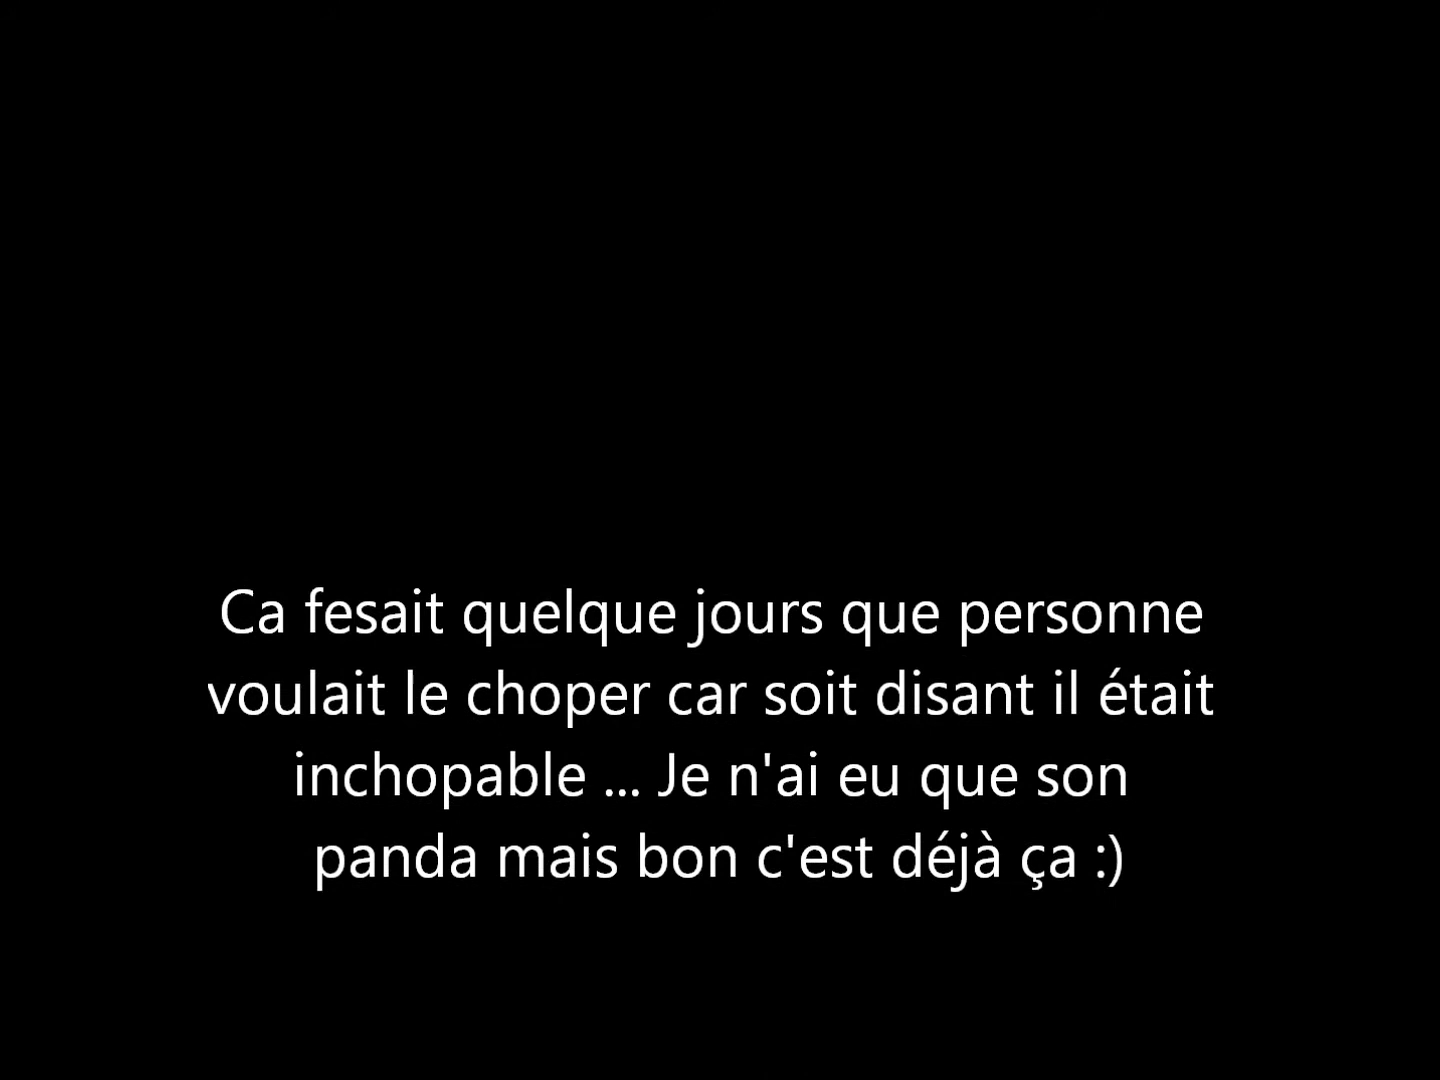 Ca fesait quelque jours que personne
voulait le choper car soit disant il était
inchopable ... Je n'ai eu que son
panda mais bon c'est déjà ça :)